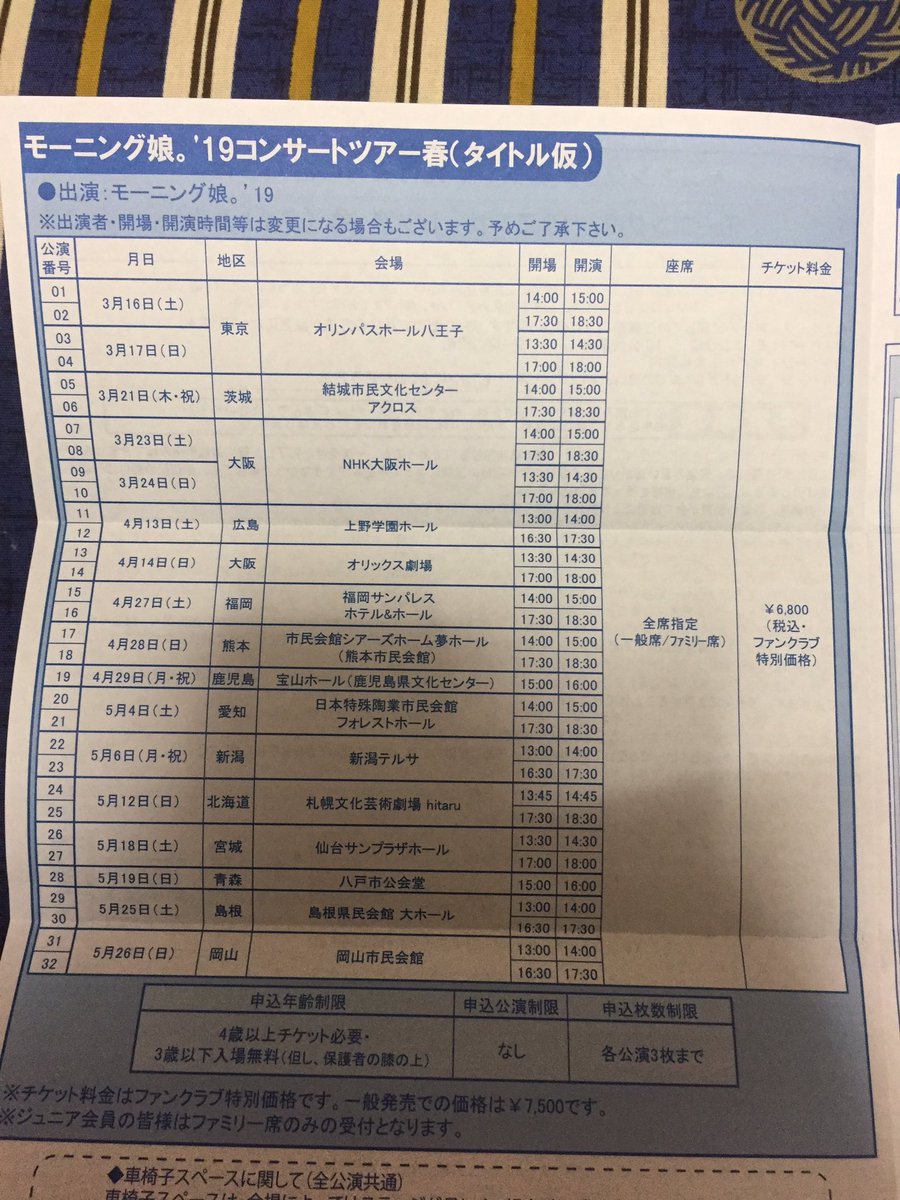 モーニング娘。'19コンサートツアー春(タイトル仮)
●出演:モーニング娘。'19
※出演者・開場・開演時間等は変更になる場合もございます。予めご了承下さい。
公演番号 月日 地区 会場 開場 開演 座席 チケット料金
01 3月16日(土) 東京 オリンパスホール八王子 14:00 15:00
02 17:30 18:30
03 3月17日(日) 13:30 14:30
04 17:00 18:00
05 3月21日(木・祝) 茨城 結城市民文化センター 14:00 15:00
06 アクロス 17:30 18:30
07 3月23日(土) 大阪 NHK大阪ホール 14:00 15:00
08 17:30 18:30
09 3月24日(日) 13:30 14:30
10 17:00 18:00
11 4月13日(土) 広島 上野学園ホール 13:00 14:00
12 16:30 17:30
13 4月14日(日) 大阪 オリックス劇場 13:30 14:30
14 17:00 18:00
15 4月27日(土) 福岡 福岡サンパレス 14:00 15:00
16 ホテル&ホール 17:30 18:30
17 4月28日(日) 熊本 市民会館シアーズホーム夢ホール 14:00 15:00
18 (熊本市民会館) 17:30 18:30
19 4月29日(月・祝) 鹿児島 宝山ホール(鹿児島県文化センター) 15:00 16:00
20 5月4日(土) 愛知 日本特殊陶業市民会館 14:00 15:00
21 フォレストホール 17:30 18:30
22 5月6日(月・祝) 新潟 新潟テルサ 13:00 14:00
23 16:30 17:30
24 5月12日(日) 北海道 札幌文化芸術劇場 hitaru 13:45 14:45
25 17:30 18:30
26 5月18日(土) 宮城 仙台サンプラザホール 13:30 14:30
27 17:00 18:00
28 5月19日(日) 青森 八戸市公会堂 15:00 16:00
29 5月25日(土) 島根 島根県民会館 大ホール 13:00 14:00
30 16:30 17:30
31 5月26日(日) 岡山 岡山市民会館 13:00 14:00
32 16:30 17:30
全席指定
(一般席/ファミリー席)
¥6,800
(税込・
ファンクラブ
特別価格)
申込年齢制限 申込公演制限 申込枚数制限
4歳以上チケット必要・
3歳以下入場無料(但し、保護者の膝の上) なし 各公演3枚まで
※チケット料金はファンクラブ特別価格です。一般発売での価格は¥7,500です。
※ジュニア会員の皆様はファミリー席のみの受付となります。
◆車椅子スペースに関して(全公演共通)